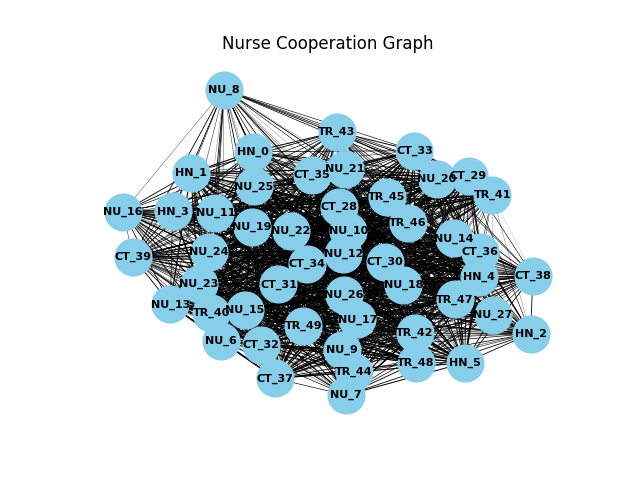 Nurse Cooperation Graph
NU_8
TR_43
HN_0
CT_33
NU_21
HN_1
CT_35
CT_29
NU_20
NU_25
TR_41
TR_45
CT_28
NU_16
HN_3
NU_11
TR_46
NU_19
NU_22
NU_10
NU_14
NU_24
CT_36
NU_12
CT_39
CT_30
CT_34
HN_4
CT_38
NU_23
CT_31
NU_18
NU_26
TR_47
NU_13
NU_15
TR_40
NU_27
NU_17
TR_49
TR_42
HN_2
NU_6
CT_32
NU_9
TR_48
HN_5
TR_44
CT_37
NU_7